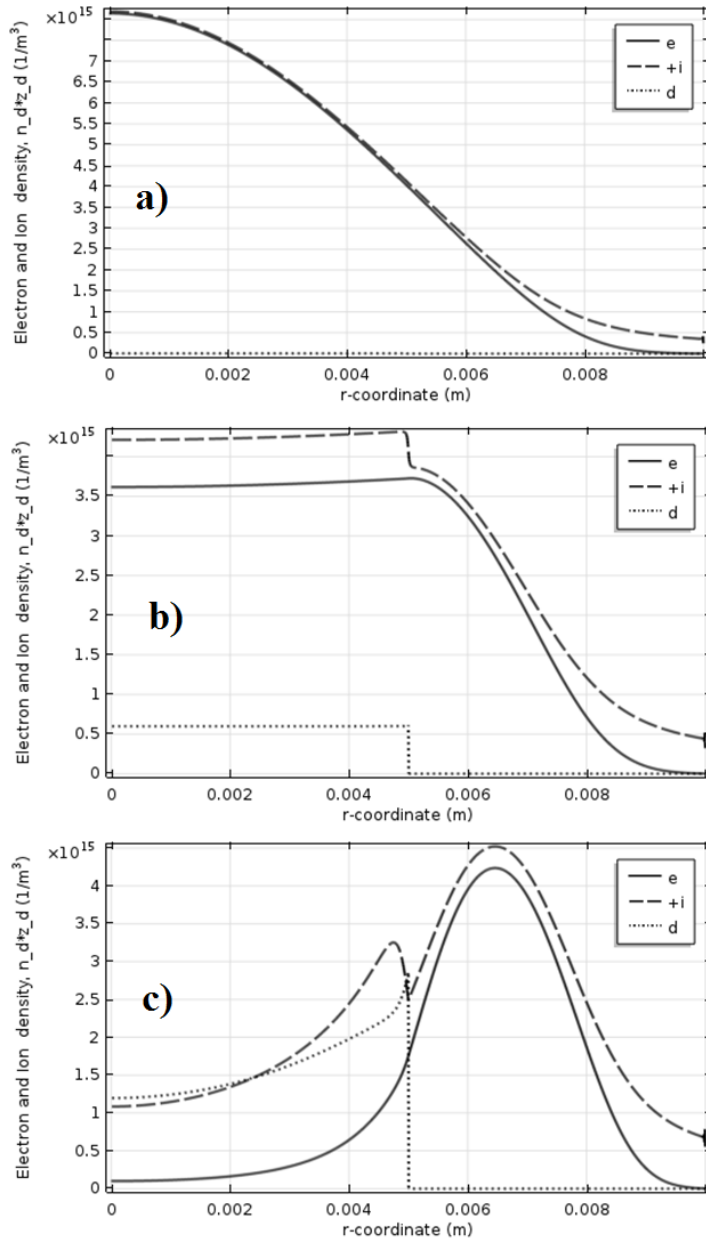 ×10¹⁵
Electron and Ion density, n_d*z_d (1/m³)
7
6.5
6
5.5
5
4.5
4
3.5
3
2.5
2
1.5
1
0.5
0
e
+i
d
a)
0
0.002
0.004
0.006
0.008
r-coordinate (m)
×10¹⁵
Electron and Ion density, n_d*z_d (1/m³)
3.5
3
2.5
2
1.5
1
0.5
0
e
+i
d
b)
0
0.002
0.004
0.006
0.008
r-coordinate (m)
×10¹⁵
Electron and Ion density, n_d*z_d (1/m³)
4
3.5
3
2.5
2
1.5
1
0.5
0
e
+i
d
c)
0
0.002
0.004
0.006
0.008
r-coordinate (m)